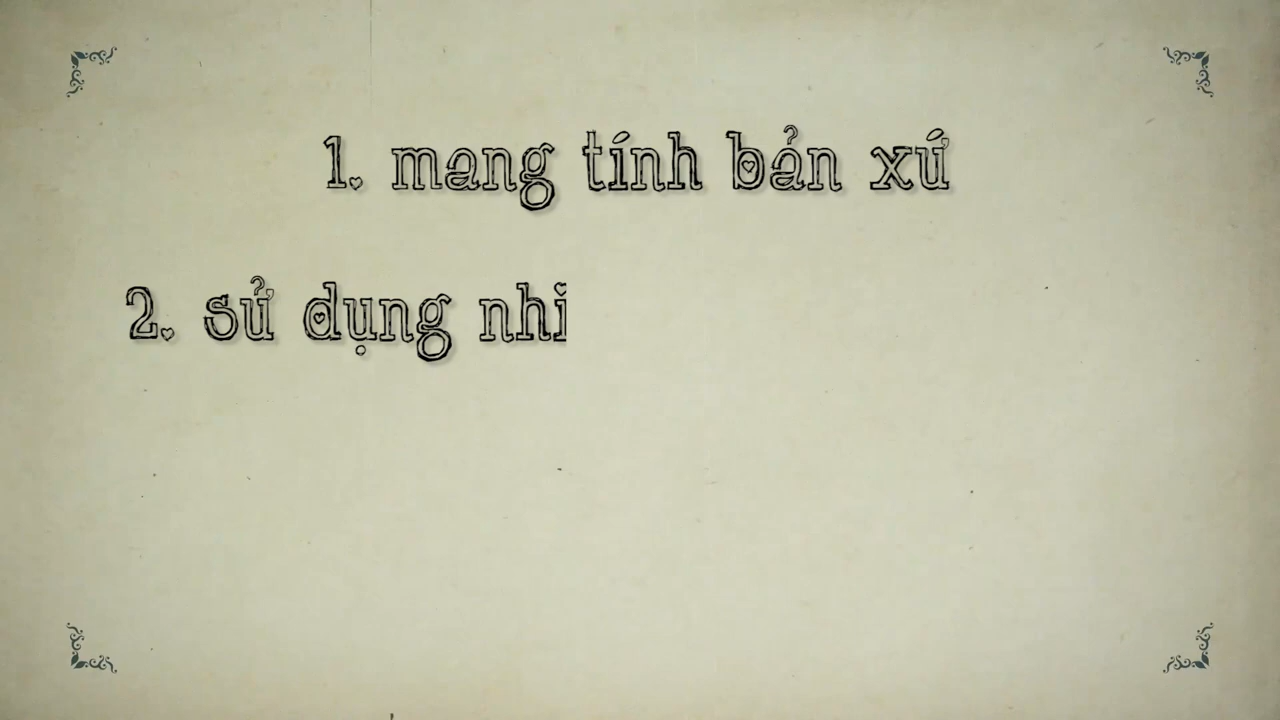 1. mang tính bản xứ
2. sử dụng nhi